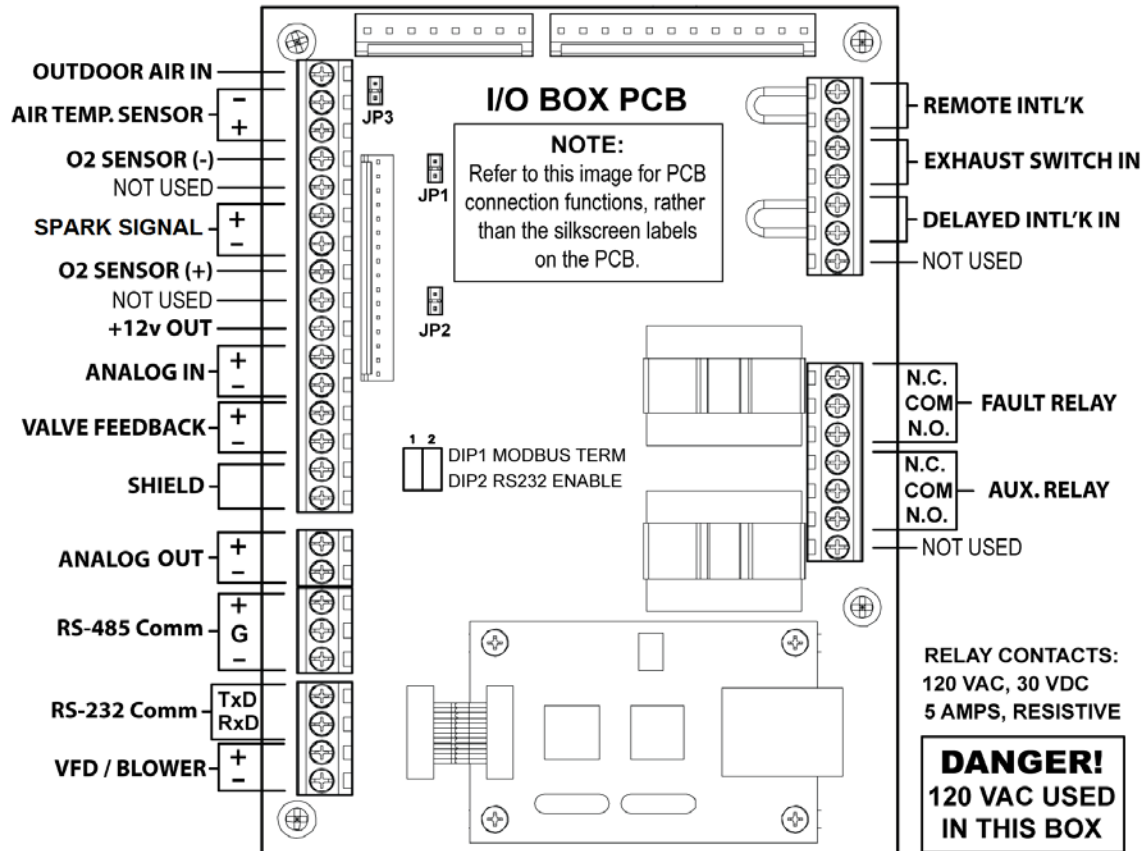 OUTDOOR AIR IN
AIR TEMP. SENSOR
–
+
O2 SENSOR (-)
NOT USED
SPARK SIGNAL
+
–
O2 SENSOR (+)
NOT USED
+12v OUT
ANALOG IN
+
–
VALVE FEEDBACK
+
–
SHIELD
ANALOG OUT
+
–
RS-485 Comm
+
G
–
RS-232 Comm
TxD
RxD
VFD / BLOWER
+
–
JP3
I/O BOX PCB
NOTE:
Refer to this image for PCB
connection functions, rather
than the silkscreen labels
on the PCB.
JP1
JP2
1 2
DIP1 MODBUS TERM
DIP2 RS232 ENABLE
REMOTE INTL'K
EXHAUST SWITCH IN
DELAYED INTL'K IN
NOT USED
N.C.
COM
N.O.
FAULT RELAY
N.C.
COM
N.O.
AUX. RELAY
NOT USED
RELAY CONTACTS:
120 VAC, 30 VDC
5 AMPS, RESISTIVE
DANGER!
120 VAC USED
IN THIS BOX